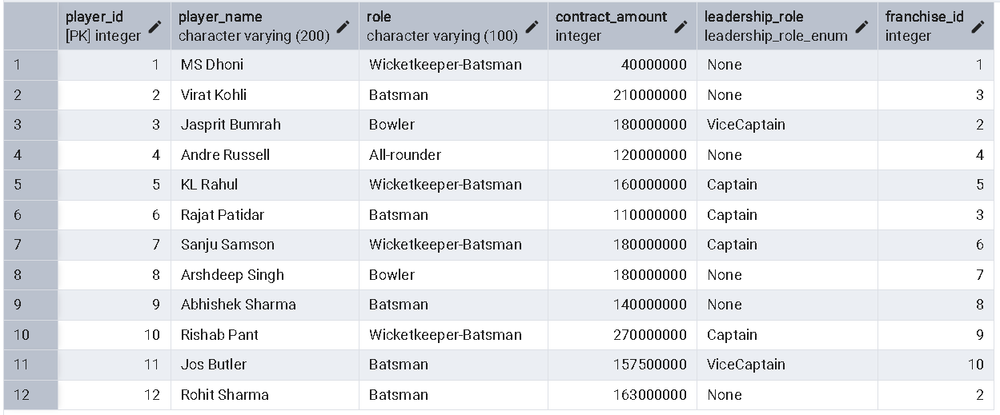 player_id player_name role contract_amount leadership_role franchise_id
[PK] integer character varying (200) character varying (100) integer leadership_role_enum integer
1 1 MS Dhoni Wicketkeeper-Batsman 40000000 None 1
2 2 Virat Kohli Batsman 210000000 None 3
3 3 Jasprit Bumrah Bowler 180000000 ViceCaptain 2
4 4 Andre Russell All-rounder 120000000 None 4
5 5 KL Rahul Wicketkeeper-Batsman 160000000 Captain 5
6 6 Rajat Patidar Batsman 110000000 Captain 3
7 7 Sanju Samson Wicketkeeper-Batsman 180000000 Captain 6
8 8 Arshdeep Singh Bowler 180000000 None 7
9 9 Abhishek Sharma Batsman 140000000 None 8
10 10 Rishab Pant Wicketkeeper-Batsman 270000000 Captain 9
11 11 Jos Butler Batsman 157500000 ViceCaptain 10
12 12 Rohit Sharma Batsman 163000000 None 2